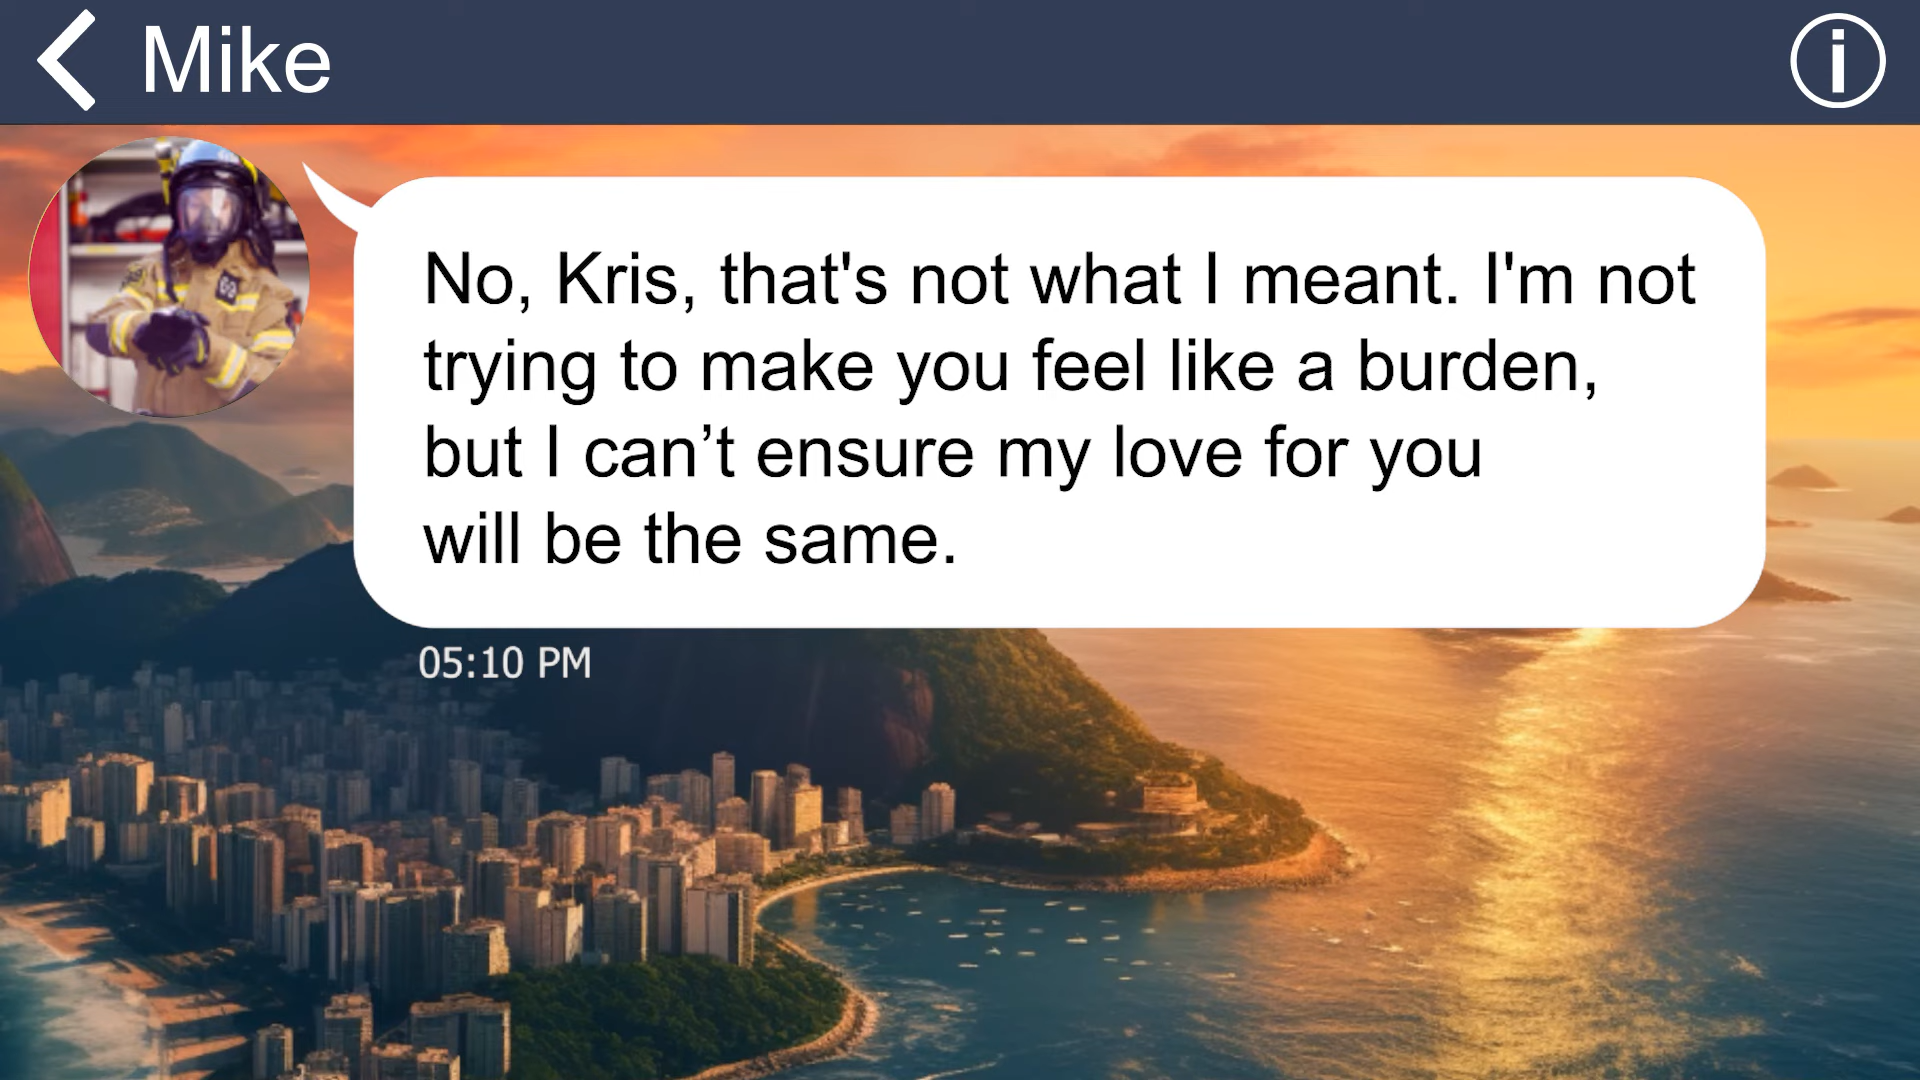 Mike
No, Kris, that's not what I meant. I'm not
trying to make you feel like a burden,
but I can’t ensure my love for you
will be the same.
05:10 PM